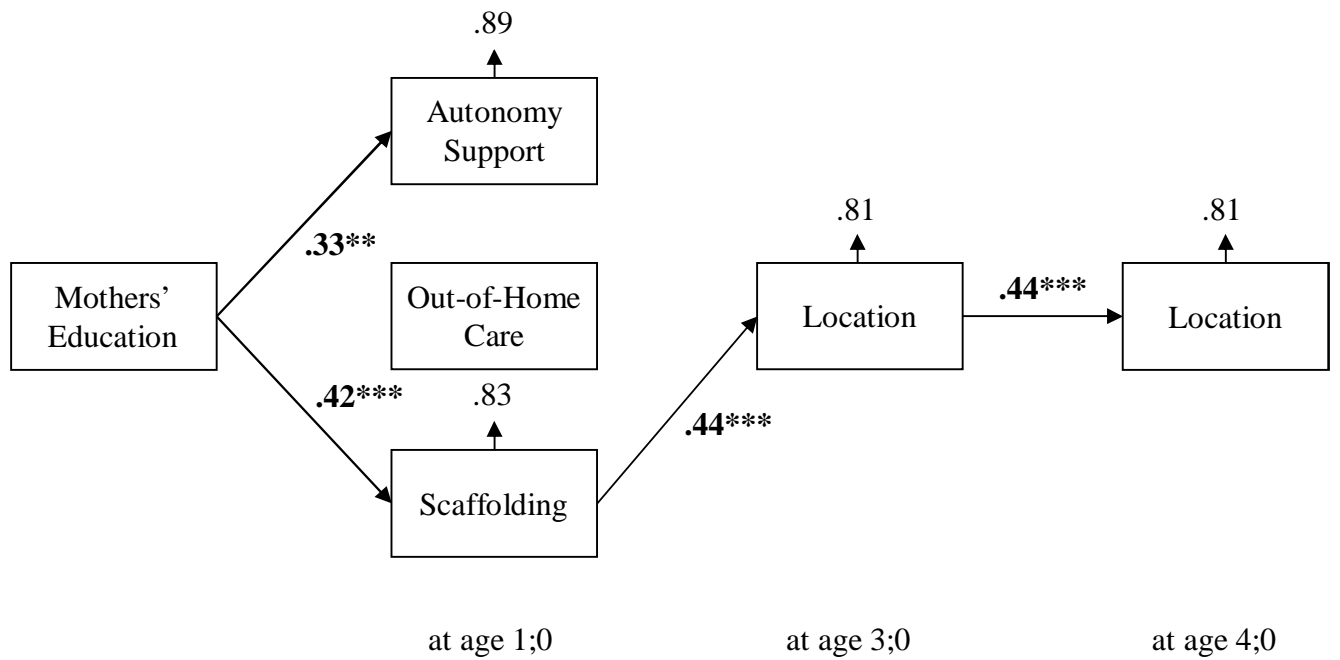 .89
Autonomy
Support
.33**
Mothers’
Education
Out-of-Home
Care
.81
Location
.44***
.81
Location
.42***
.83
Scaffolding
.44***
at age 1;0
at age 3;0
at age 4;0